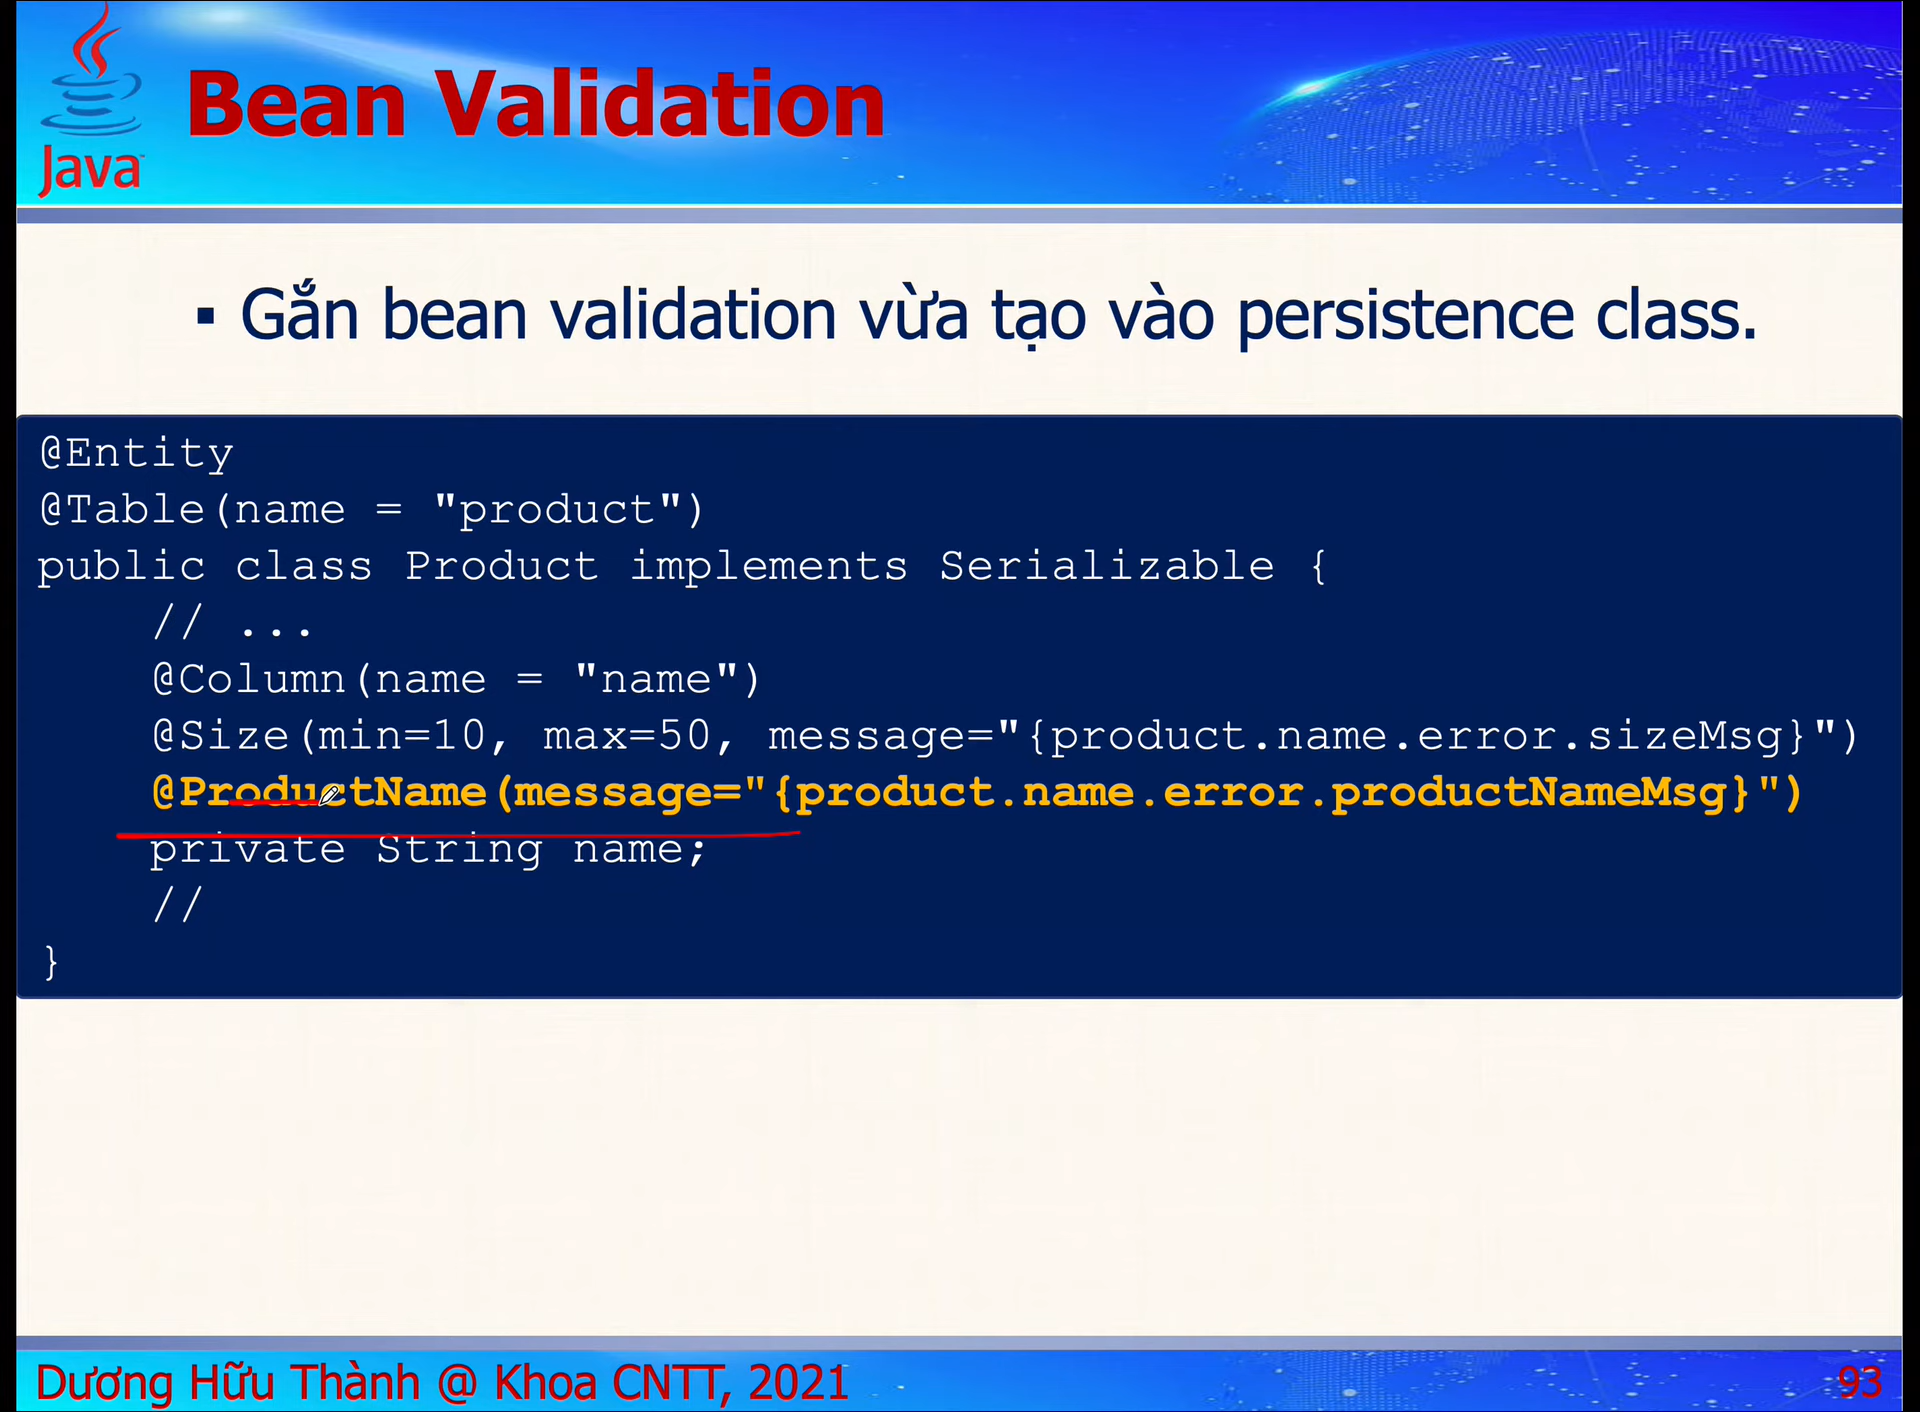 Java
Bean Validation
▪ Gắn bean validation vừa tạo vào persistence class.
@Entity
@Table(name = "product")
public class Product implements Serializable {
// ...
@Column(name = "name")
@Size(min=10, max=50, message="{product.name.error.sizeMsg}")
@ProductName(message="{product.name.error.productNameMsg}")
private String name;
//
}
Dương Hữu Thành @ Khoa CNTT, 2021
93